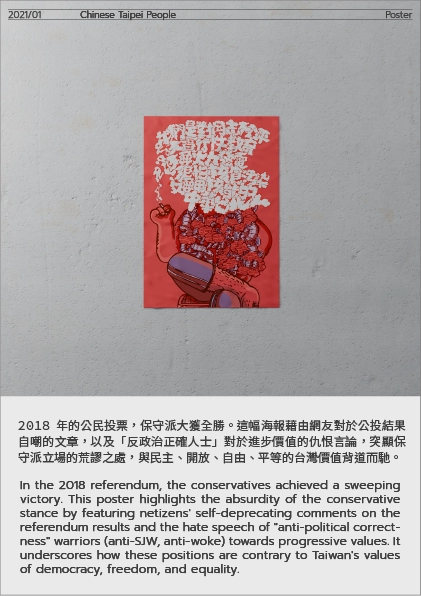 2021/01 Chinese Taipei People Poster
2018 年的公民投票，保守派大獲全勝。這幅海報藉由網友對於公投結果
自嘲的文章，以及「反政治正確人士」對於進步價值的仇恨言論，突顯保
守派立場的荒謬之處，與民主、開放、自由、平等的台灣價值背道而馳。
In the 2018 referendum, the conservatives achieved a sweeping
victory. This poster highlights the absurdity of the conservative
stance by featuring netizens' self-deprecating comments on the
referendum results and the hate speech of "anti-political correct-
ness" warriors (anti-SJW, anti-woke) towards progressive values. It
underscores how these positions are contrary to Taiwan's values
of democracy, freedom, and equality.